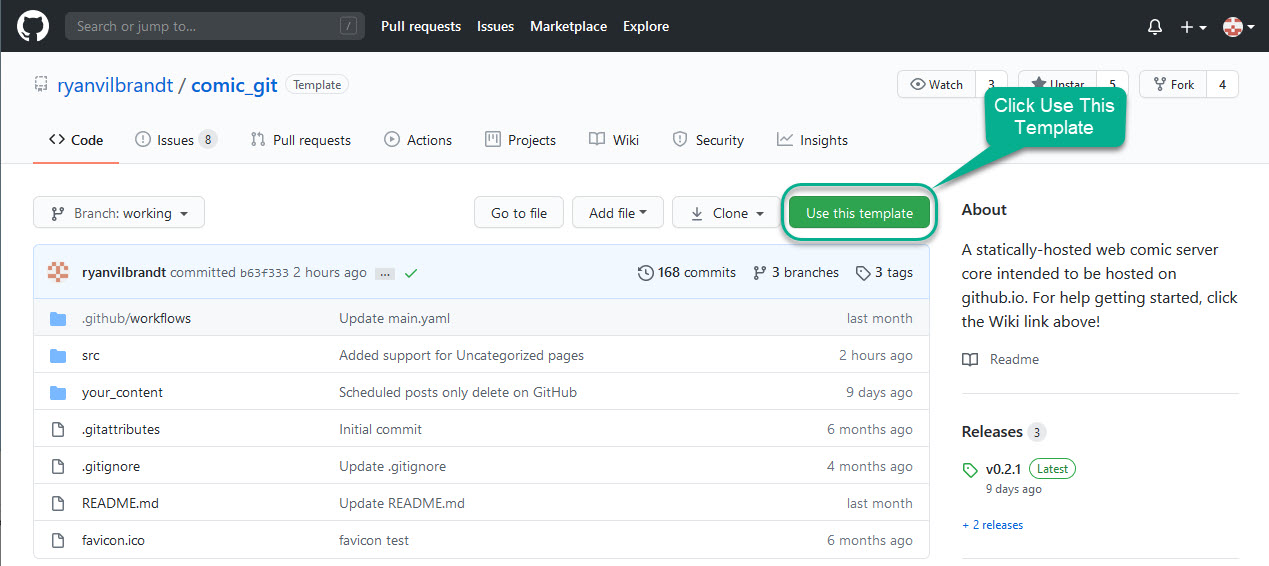 Search or jump to...
/
Pull requests
Issues
Marketplace
Explore
ryanvilbrandt / comic_git
Template
Watch 3
Unstar 5
Fork 4
Click Use This
Template
Code
Issues 8
Pull requests
Actions
Projects
Wiki
Security
Insights
Branch: working
Go to file
Add file
Clone
Use this template
ryanvilbrandt committed b63f333 2 hours ago ...
168 commits
3 branches
3 tags
.github/workflows Update main.yaml last month
src Added support for Uncategorized pages 2 hours ago
your_content Scheduled posts only delete on GitHub 9 days ago
.gitattributes Initial commit 6 months ago
.gitignore Update .gitignore 4 months ago
README.md Update README.md last month
favicon.ico favicon test 6 months ago
About
A statically-hosted web comic server
core intended to be hosted on
github.io. For help getting started, click
the Wiki link above!
Readme
Releases 3
v0.2.1 Latest
9 days ago
+ 2 releases